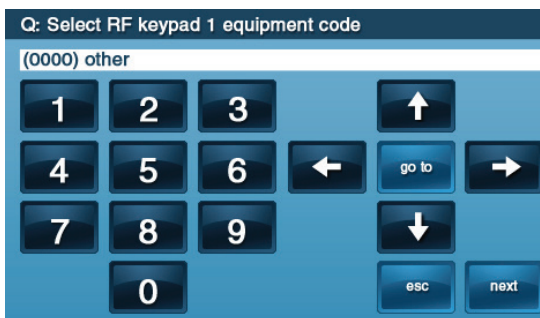 Q: Select RF keypad 1 equipment code
(0000) other
1 2 3
4 5 6 go to
7 8 9
0 esc next